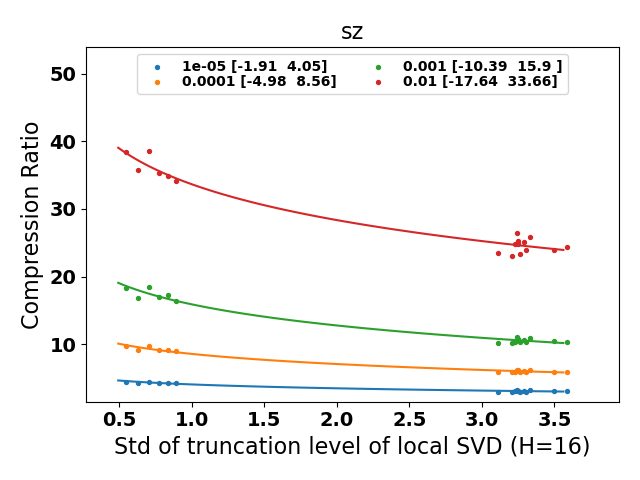 sz
1e-05 [-1.91  4.05]
0.0001 [-4.98  8.56]
0.001 [-10.39  15.9 ]
0.01 [-17.64  33.66]
Compression Ratio
50
40
30
20
10
0.5 1.0 1.5 2.0 2.5 3.0 3.5
Std of truncation level of local SVD (H=16)